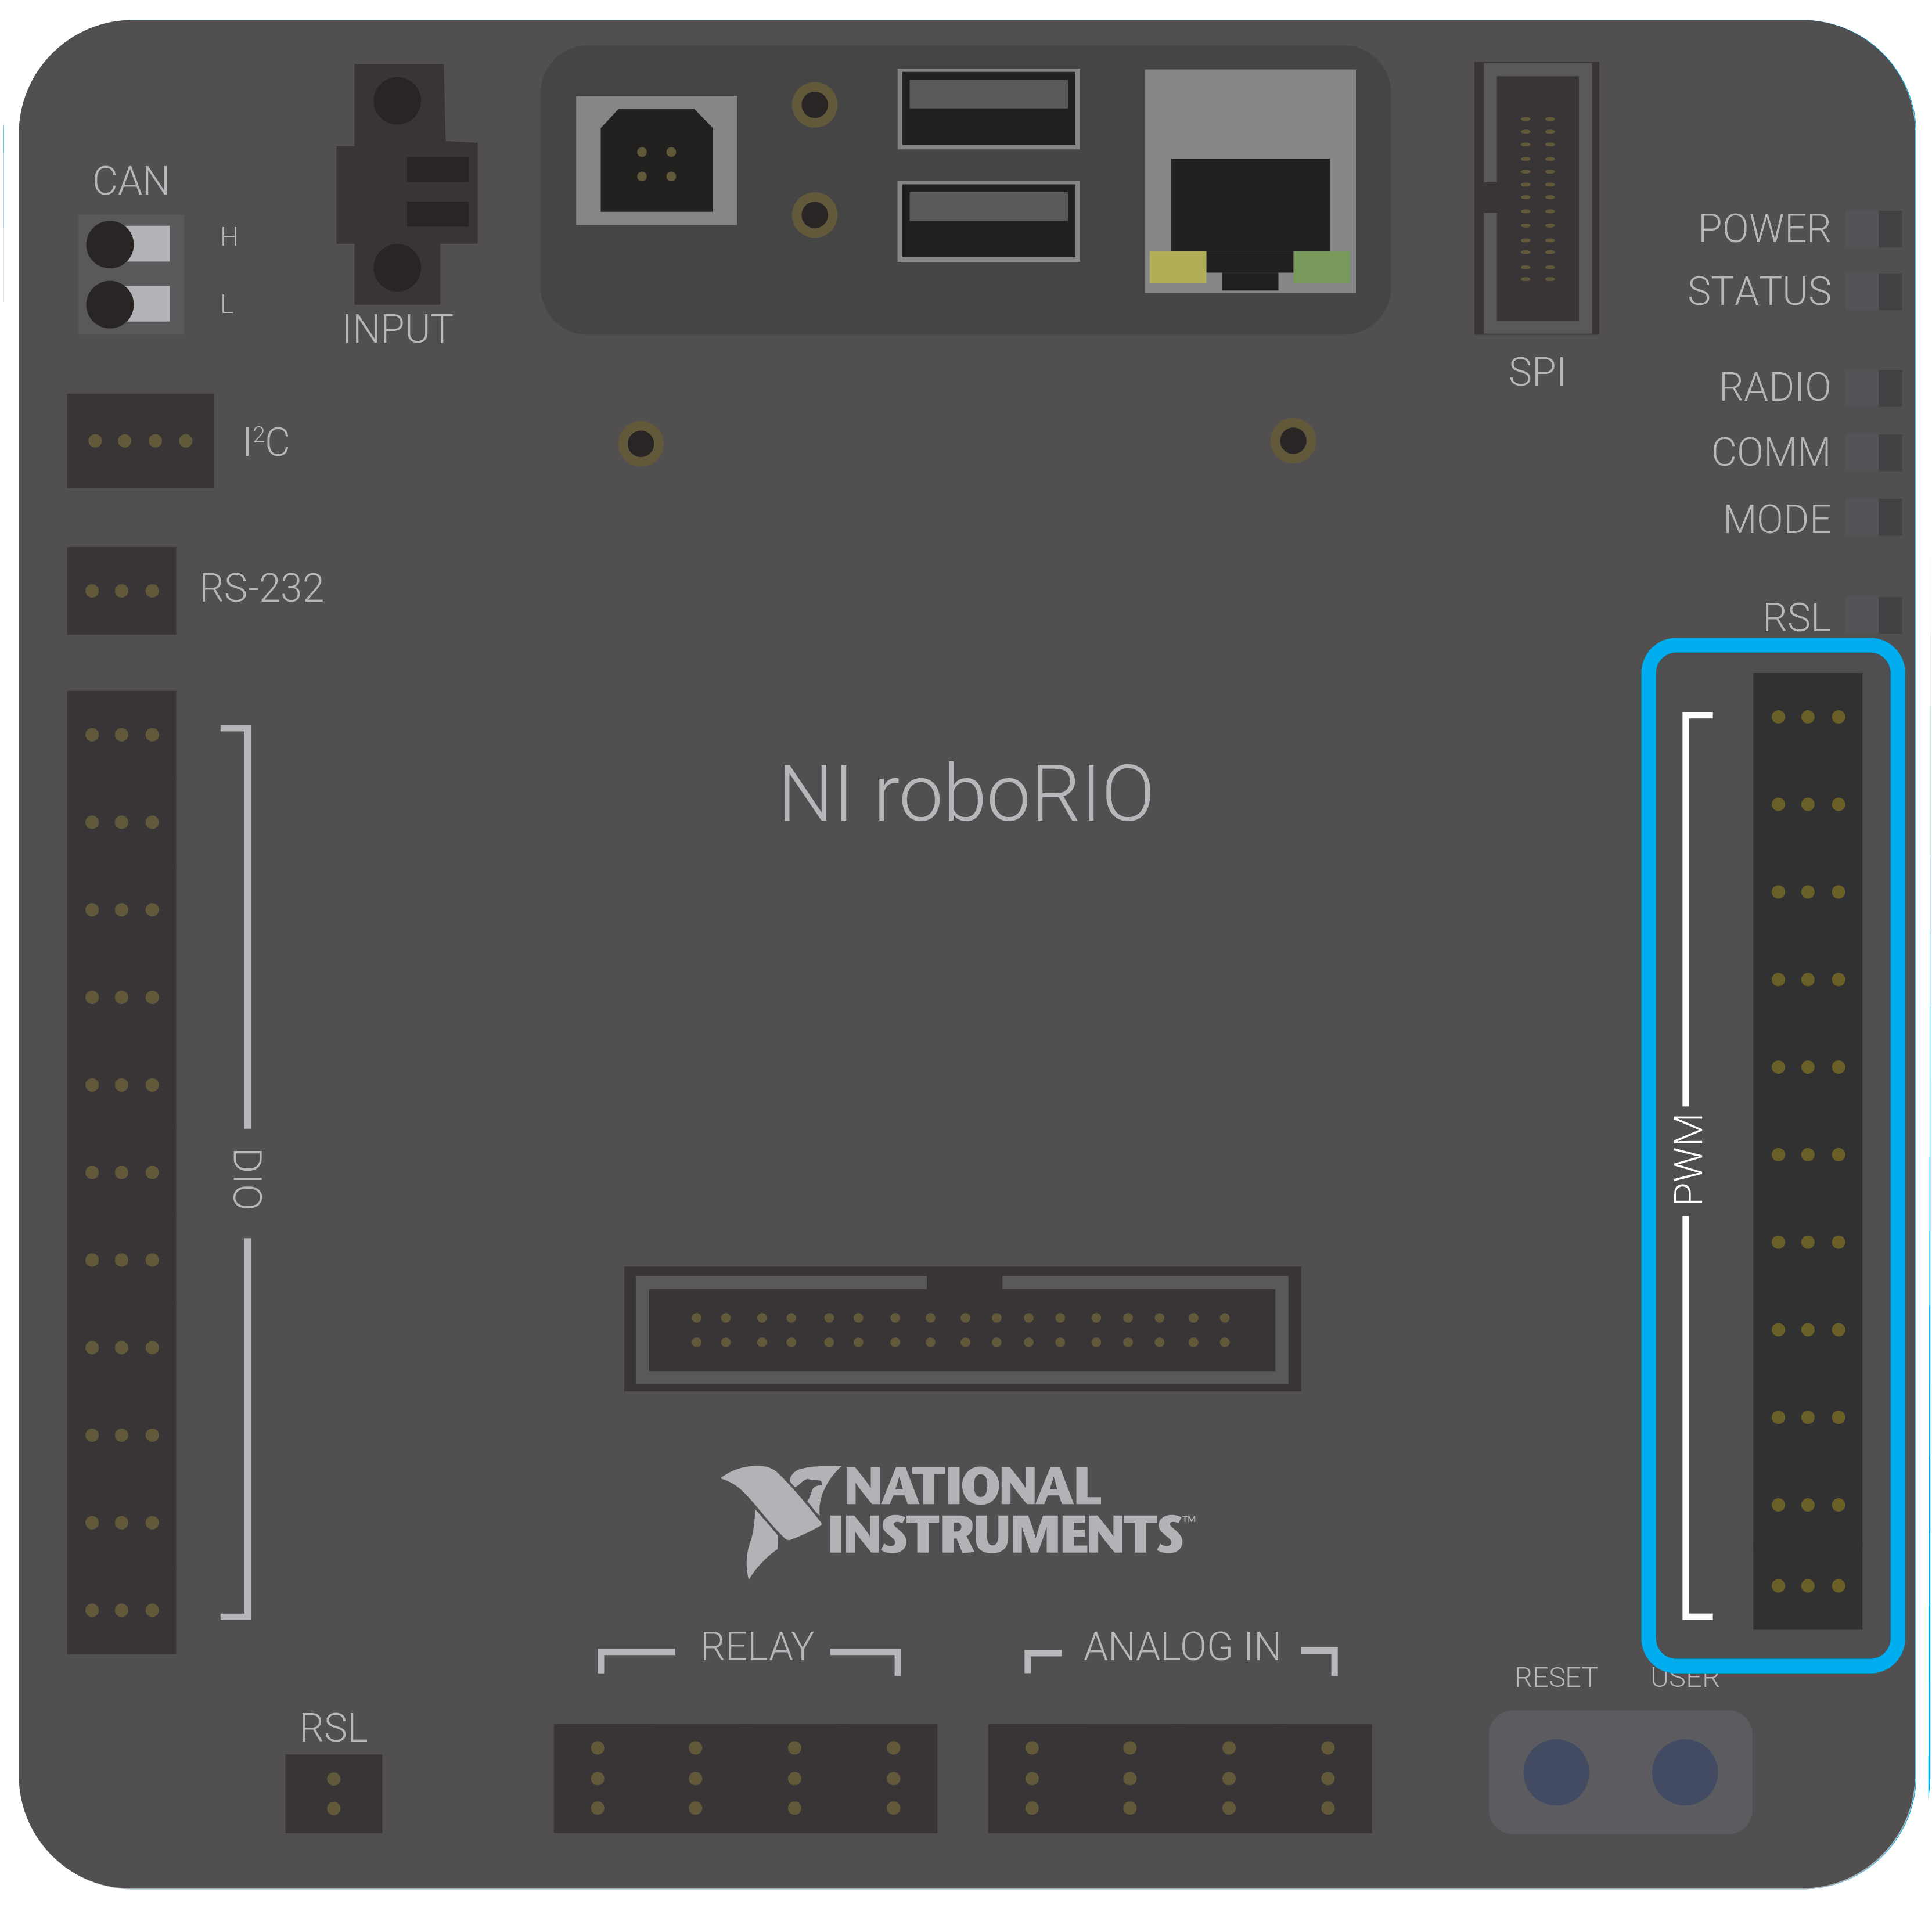 CAN
H
L
INPUT
SPI
POWER
STATUS
RADIO
COMM
MODE
RSL
I²C
RS-232
NI roboRIO
DIO
PWM
NATIONAL
INSTRUMENTS™
RELAY
ANALOG IN
RESET
USER
RSL